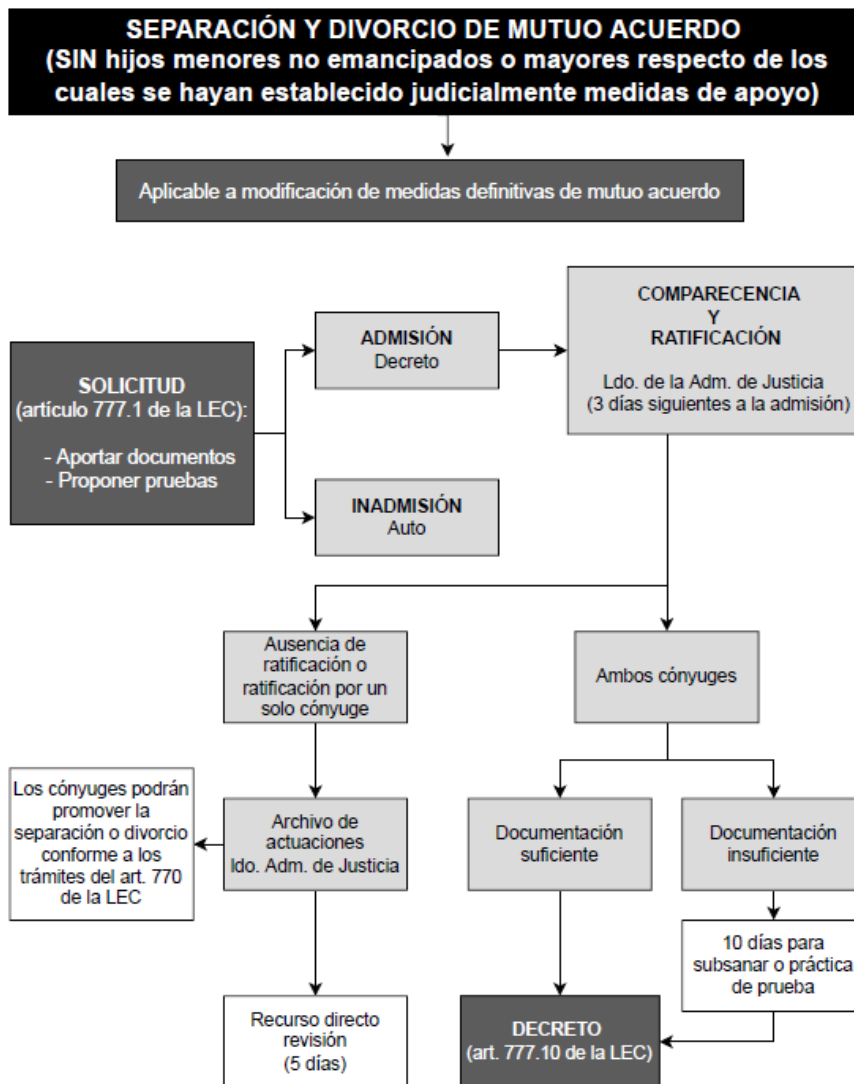 SEPARACIÓN Y DIVORCIO DE MUTUO ACUERDO
(SIN hijos menores no emancipados o mayores respecto de los
cuales se hayan establecido judicialmente medidas de apoyo)
Aplicable a modificación de medidas definitivas de mutuo acuerdo
SOLICITUD
(artículo 777.1 de la LEC):
- Aportar documentos
- Proponer pruebas
ADMISIÓN
Decreto
INADMISIÓN
Auto
COMPARECENCIA
Y
RATIFICACIÓN
Ldo. de la Adm. de Justicia
(3 días siguientes a la admisión)
Ausencia de
ratificación o
ratificación por un
solo cónyuge
Ambos cónyuges
Los cónyuges podrán
promover la
separación o divorcio
conforme a los
trámites del art. 770
de la LEC
Archivo de
actuaciones
ldo. Adm. de Justicia
Documentación
suficiente
Documentación
insuficiente
10 días para
subsanar o práctica
de prueba
Recurso directo
revisión
(5 días)
DECRETO
(art. 777.10 de la LEC)